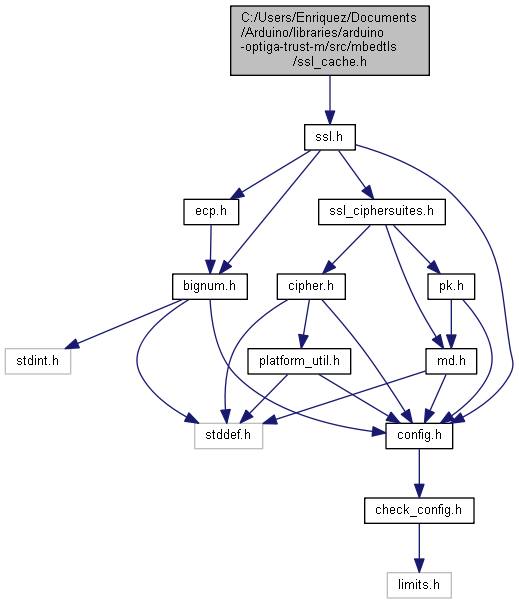 C:/Users/Enriquez/Documents
/Arduino/libraries/arduino
-optiga-trust-m/src/mbedtls
/ssl_cache.h
ssl.h
ecp.h
ssl_ciphersuites.h
bignum.h
cipher.h
pk.h
stdint.h
platform_util.h
md.h
stddef.h
config.h
check_config.h
limits.h